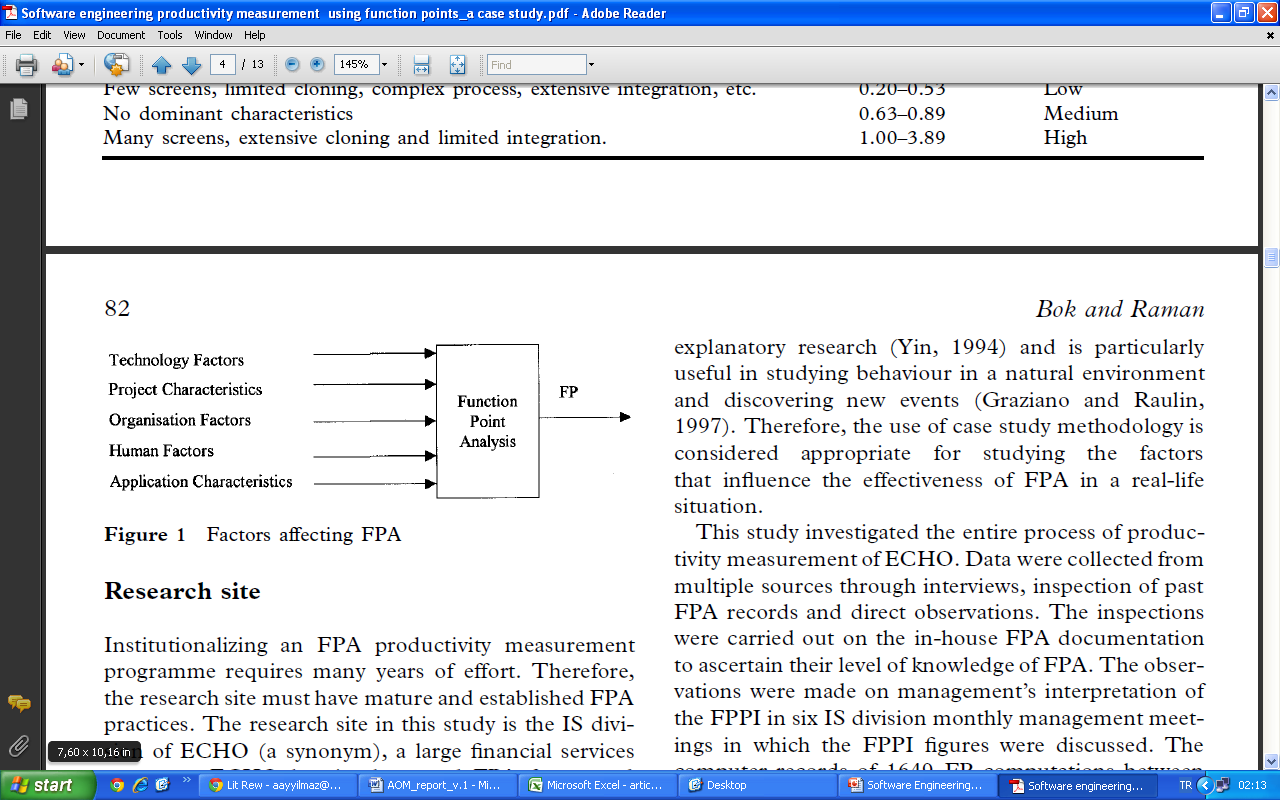 Software engineering productivity measurement using function points_a case study.pdf - Adobe Reader
File Edit View Document Tools Window Help
4 / 13 145% Find
Few screens, limited cloning, complex process, extensive integration, etc. 0.20–0.53 Low
No dominant characteristics 0.63–0.89 Medium
Many screens, extensive cloning and limited integration. 1.00–3.89 High
82 Bok and Raman
Technology Factors
Project Characteristics
Organisation Factors
Human Factors
Application Characteristics
Function
Point
Analysis
FP
Figure 1 Factors affecting FPA
Research site
Institutionalizing an FPA productivity measurement
programme requires many years of effort. Therefore,
the research site must have mature and established FPA
practices. The research site in this study is the IS divi-
of ECHO (a synonym), a large financial services
explanatory research (Yin, 1994) and is particularly
useful in studying behaviour in a natural environment
and discovering new events (Graziano and Raulin,
1997). Therefore, the use of case study methodology is
considered appropriate for studying the factors
that influence the effectiveness of FPA in a real-life
situation.
This study investigated the entire process of produc-
tivity measurement of ECHO. Data were collected from
multiple sources through interviews, inspection of past
FPA records and direct observations. The inspections
were carried out on the in-house FPA documentation
to ascertain their level of knowledge of FPA. The obser-
vations were made on management's interpretation of
the FPPI in six IS division monthly management meet-
ings in which the FPPI figures were discussed. The
computer records of 1640 FP computations between
7,60 x 10,16 in
start Lit Rew - aayyilmaz@... AOM_report_v.1 - Mi... Microsoft Excel - artic... Desktop Software Engineering... Software engineering... TR 02:13